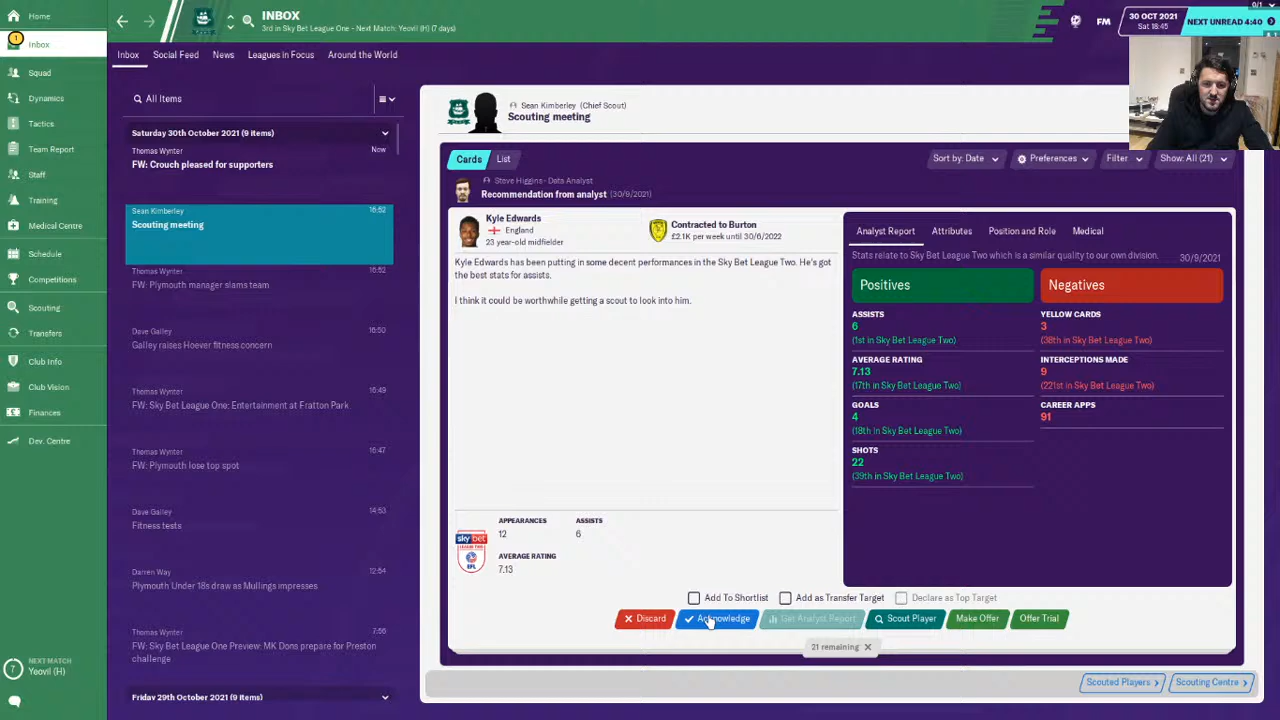 Home
INBOX
3rd in Sky Bet League One - Next Match: Yeovil (H) (7 days)
FM
30 OCT 2021
Sat 18:45
NEXT UNREAD 4:40
0/1
1
Inbox
Squad
Dynamics
Tactics
Team Report
Staff
Training
Medical Centre
Schedule
Competitions
Scouting
Transfers
Club Info
Club Vision
Finances
Dev. Centre
7
NEXT MATCH
Yeovil (H)
Inbox
Social Feed
News
Leagues in Focus
Around the World
All Items
Saturday 30th October 2021 (9 items)
Thomas Wynter
Now
FW: Crouch pleased for supporters
Sean Kimberley
16:52
Scouting meeting
Thomas Wynter
16:52
FW: Plymouth manager slams team
Dave Galley
16:50
Galley raises Hoever fitness concern
Thomas Wynter
16:49
FW: Sky Bet League One: Entertainment at Fratton Park
Thomas Wynter
16:47
FW: Plymouth lose top spot
Dave Galley
14:53
Fitness tests
Darren Way
12:54
Plymouth Under 18s draw as Mullings impresses
Thomas Wynter
7:56
FW: Sky Bet League One Preview: MK Dons prepare for Preston
challenge
Friday 29th October 2021 (9 items)
Sean Kimberley (Chief Scout)
Scouting meeting
Cards
List
Sort by: Date
Preferences
Filter
Show: All (21)
Steve Higgins - Data Analyst
Recommendation from analyst (30/9/2021)
Kyle Edwards
England
23 year-old midfielder
Contracted to Burton
£2.1K per week until 30/6/2022
Kyle Edwards has been putting in some decent performances in the Sky Bet League Two. He's got
the best stats for assists.
I think it could be worthwhile getting a scout to look into him.
sky bet
LEAGUE TWO
EFL
APPEARANCES
12
ASSISTS
6
AVERAGE RATING
7.13
Analyst Report
Attributes
Position and Role
Medical
Stats relate to Sky Bet League Two which is a similar quality to our own division.
30/9/2021
Positives
ASSISTS
6
(1st in Sky Bet League Two)
AVERAGE RATING
7.13
(17th in Sky Bet League Two)
GOALS
4
(18th in Sky Bet League Two)
SHOTS
22
(39th in Sky Bet League Two)
Negatives
YELLOW CARDS
3
(38th in Sky Bet League Two)
INTERCEPTIONS MADE
9
(221st in Sky Bet League Two)
CAREER APPS
91
Add To Shortlist
Add as Transfer Target
Declare as Top Target
Discard
Acknowledge
Get Analyst Report
Scout Player
Make Offer
Offer Trial
21 remaining
Scouted Players
Scouting Centre